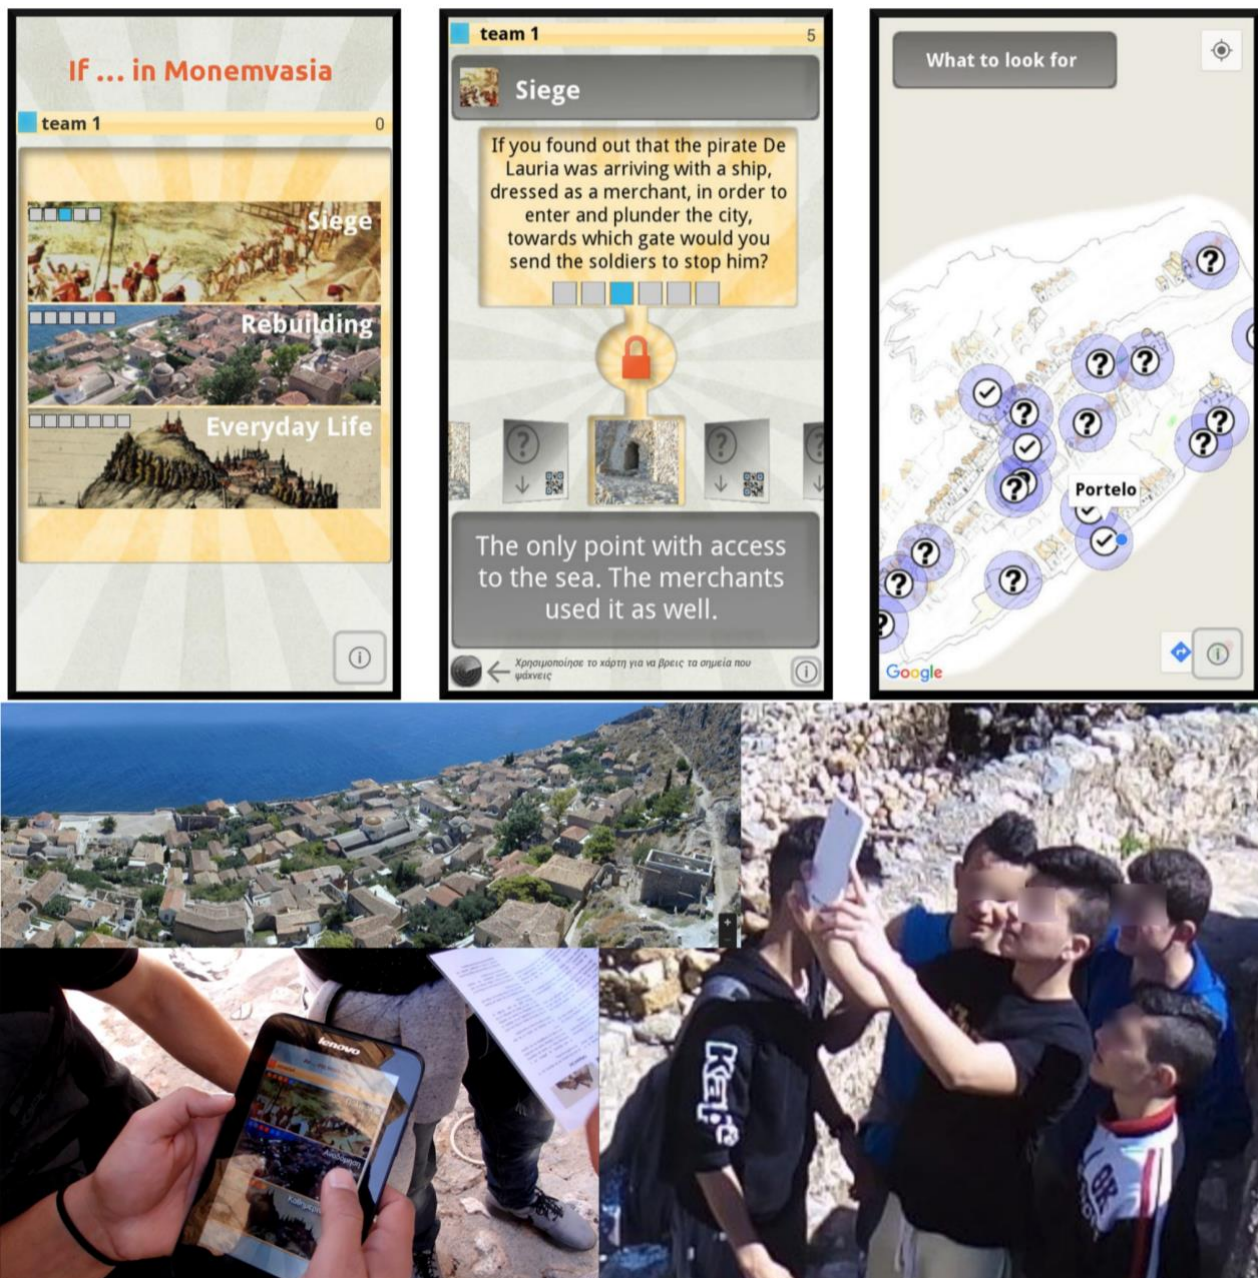 If ... in Monemvasia
team 1
0
Siege
Rebuilding
Everyday Life
team 1
5
Siege
If you found out that the pirate De
Lauria was arriving with a ship,
dressed as a merchant, in order to
enter and plunder the city,
towards which gate would you
send the soldiers to stop him?
The only point with access
to the sea. The merchants
used it as well.
Χρησιμοποίησε το χάρτη για να βρεις τα σημεία που
ψάχνεις
What to look for
Portelo
Google
lenovo